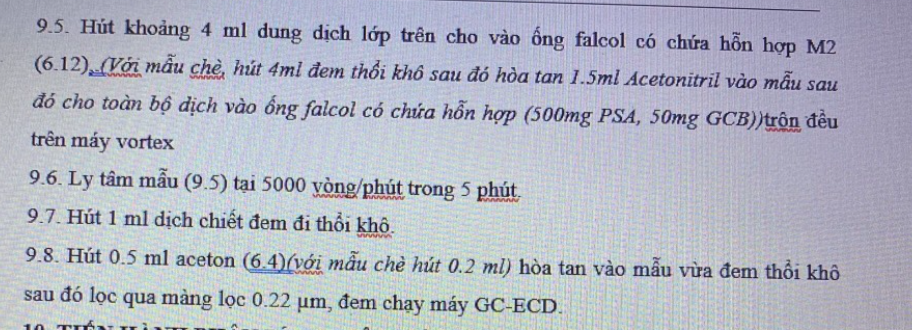 9.5. Hút khoảng 4 ml dung dịch lớp trên cho vào ống falcol có chứa hỗn hợp M2
(6.12). (Với mẫu chè, hút 4ml đem thổi khô sau đó hòa tan 1.5ml Acetonitril vào mẫu sau
đó cho toàn bộ dịch vào ống falcol có chứa hỗn hợp (500mg PSA, 50mg GCB))trộn đều
trên máy vortex
9.6. Ly tâm mẫu (9.5) tại 5000 vòng/phút trong 5 phút.
9.7. Hút 1 ml dịch chiết đem đi thổi khô.
9.8. Hút 0.5 ml aceton (6.4)(với mẫu chè hút 0.2 ml) hòa tan vào mẫu vừa đem thổi khô
sau đó lọc qua màng lọc 0.22 µm, đem chạy máy GC-ECD.